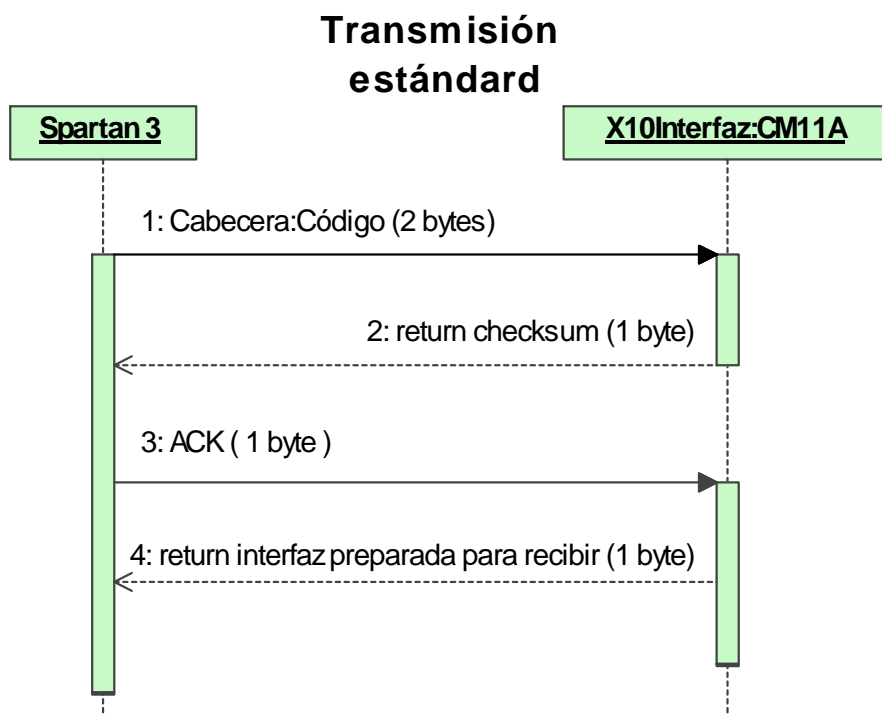 Transmisión
estándard
Spartan 3
X10Interfaz:CM11A
1: Cabecera:Código (2 bytes)
2: return checksum (1 byte)
3: ACK ( 1 byte )
4: return interfaz preparada para recibir (1 byte)